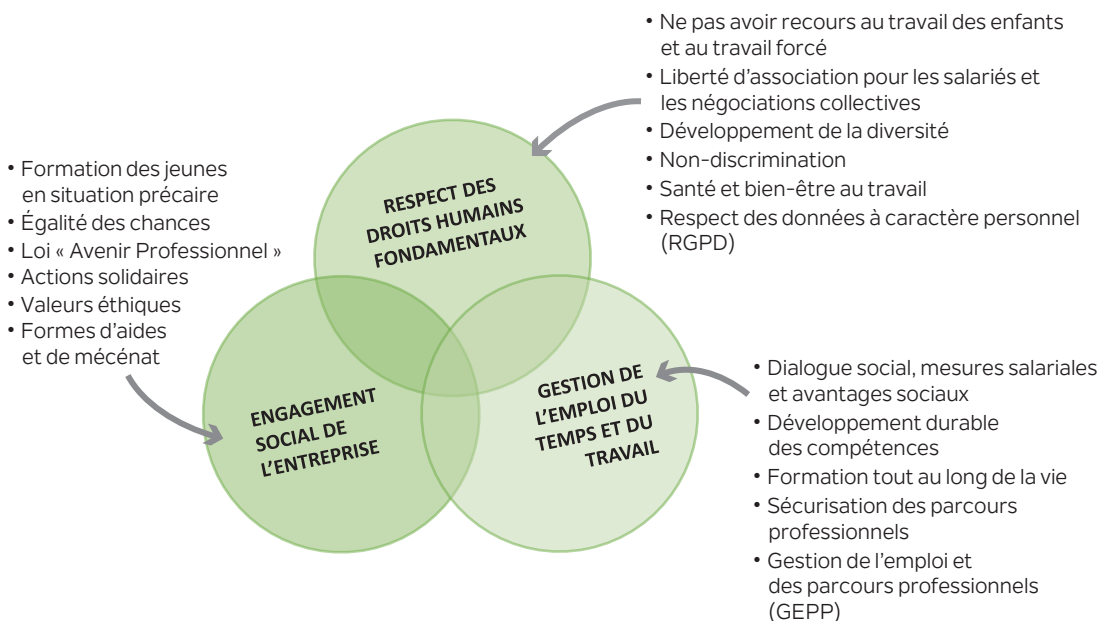 • Ne pas avoir recours au travail des enfants
et au travail forcé
• Liberté d'association pour les salariés et
les négociations collectives
• Développement de la diversité
• Non-discrimination
• Santé et bien-être au travail
• Respect des données à caractère personnel
(RGPD)
• Formation des jeunes
en situation précaire
• Égalité des chances
• Loi « Avenir Professionnel »
• Actions solidaires
• Valeurs éthiques
• Formes d'aides
et de mécénat
RESPECT DES
DROITS HUMAINS
FONDAMENTAUX
ENGAGEMENT
SOCIAL DE
L'ENTREPRISE
GESTION DE
L'EMPLOI DU
TEMPS ET DU
TRAVAIL
• Dialogue social, mesures salariales
et avantages sociaux
• Développement durable
des compétences
• Formation tout au long de la vie
• Sécurisation des parcours
professionnels
• Gestion de l'emploi et
des parcours professionnels
(GEPP)